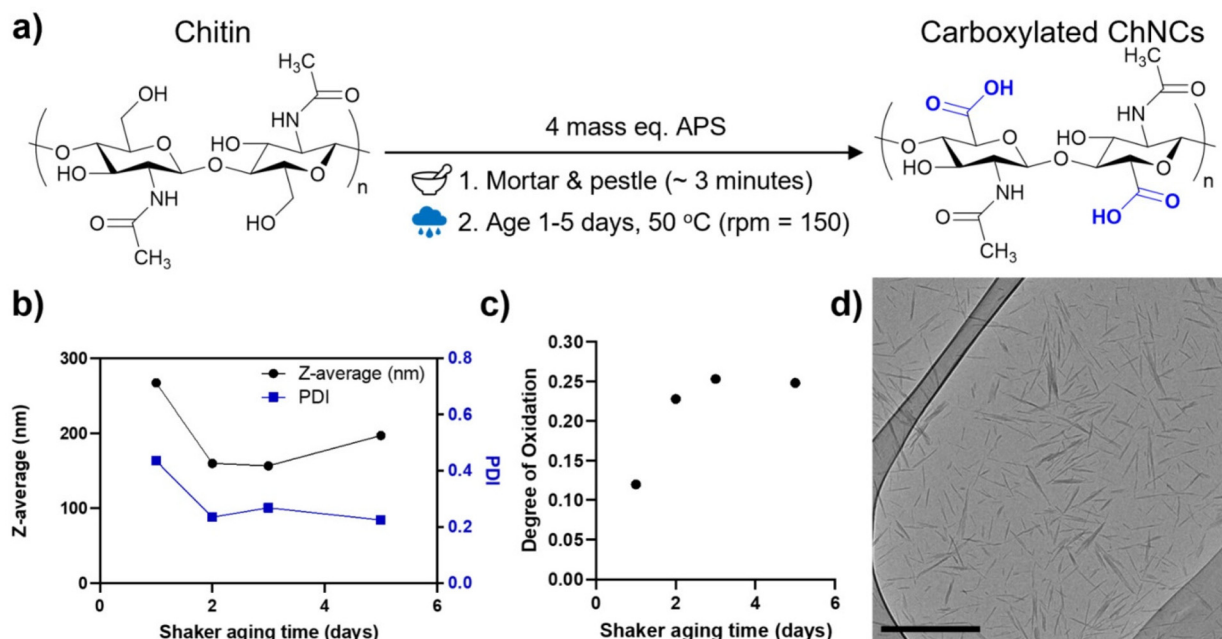 a)
Chitin
Carboxylated ChNCs
H₃C
O
HN
OH
O
O
HO
HO
O
O
NH
HO
O
CH₃
n
4 mass eq. APS
1. Mortar & pestle (~ 3 minutes)
2. Age 1-5 days, 50 °C (rpm = 150)
H₃C
O
HN
OH
O
O
O
HO
HO
O
O
NH
HO
O
O
CH₃
n
b)
300
200
100
0
Z-average (nm)
0.8
0.6
0.4
0.2
0.0
PDI
Z-average (nm)
PDI
0
2
4
6
Shaker aging time (days)
c)
0.30
0.25
0.20
0.15
0.10
0.05
0.00
Degree of Oxidation
0
2
4
6
Shaker aging time (days)
d)